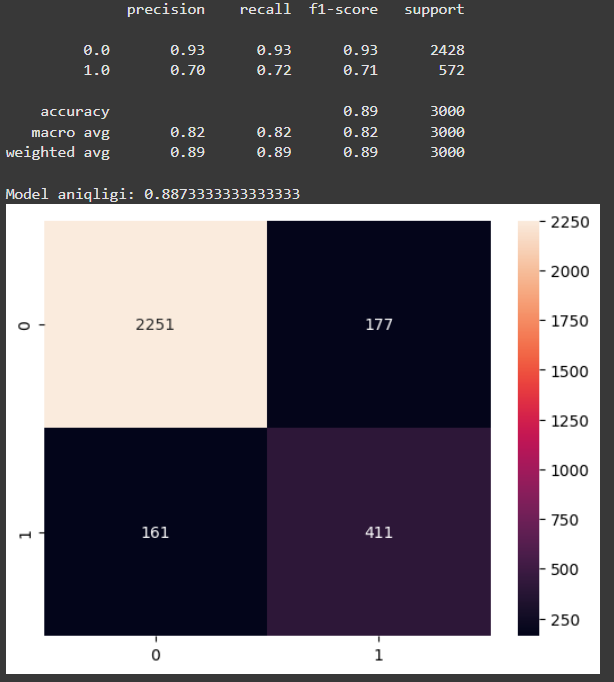 precision recall f1-score support
0.0 0.93 0.93 0.93 2428
1.0 0.70 0.72 0.71 572
accuracy 0.89 3000
macro avg 0.82 0.82 0.82 3000
weighted avg 0.89 0.89 0.89 3000
Model aniqligi: 0.8873333333333333
2250
2000
1750
1500
1250
1000
750
500
250
0
2251 177
1
161 411
0 1